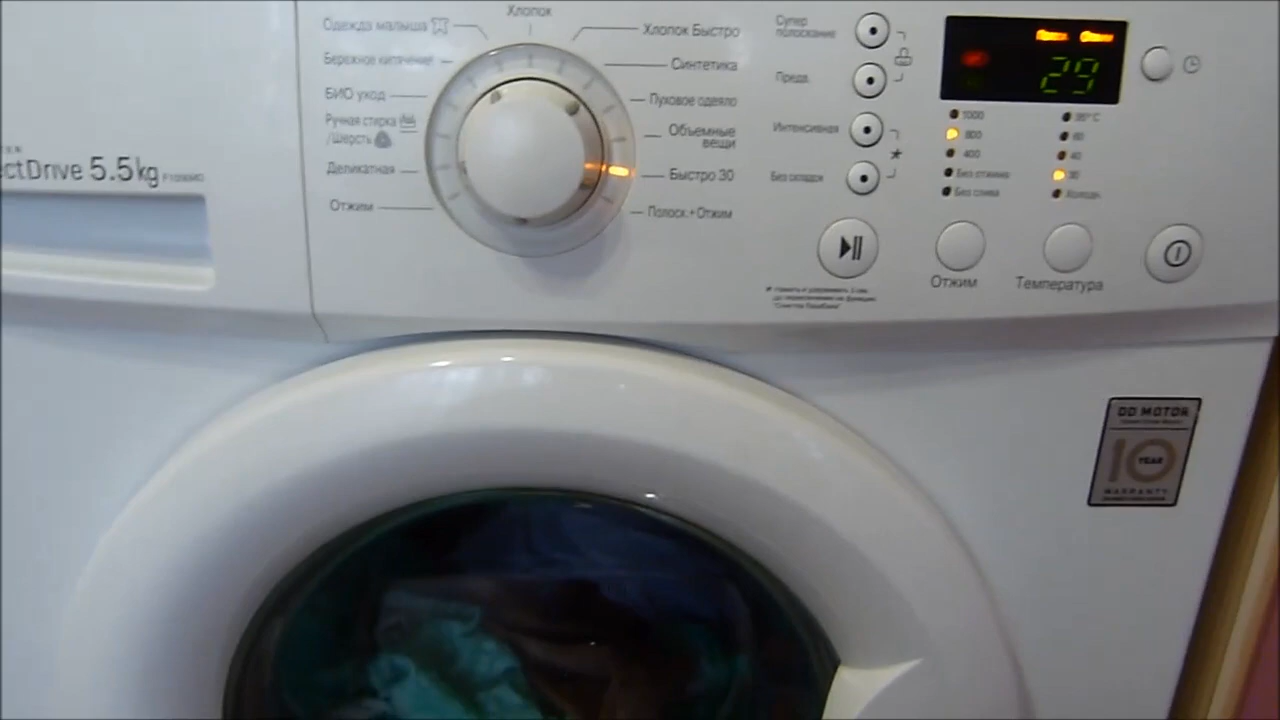 ectDrive 5.5kg
Хлопок
Одежда малыша
Бережное кипячение
БИО уход
Ручная стирка
/Шерсть
Деликатная
Отжим
Хлопок Быстро
Синтетика
Пуховое одеяло
Объемные
вещи
Быстро 30
Полоск.+Отжим
Супер
полоскание
Предв.
Интенсивная
Без складок
29
1000
800
400
Без отжима
Без слива
95°C
60
40
30
Холодн.
Отжим
Температура
DD MOTOR
10
YEAR
WARRANTY